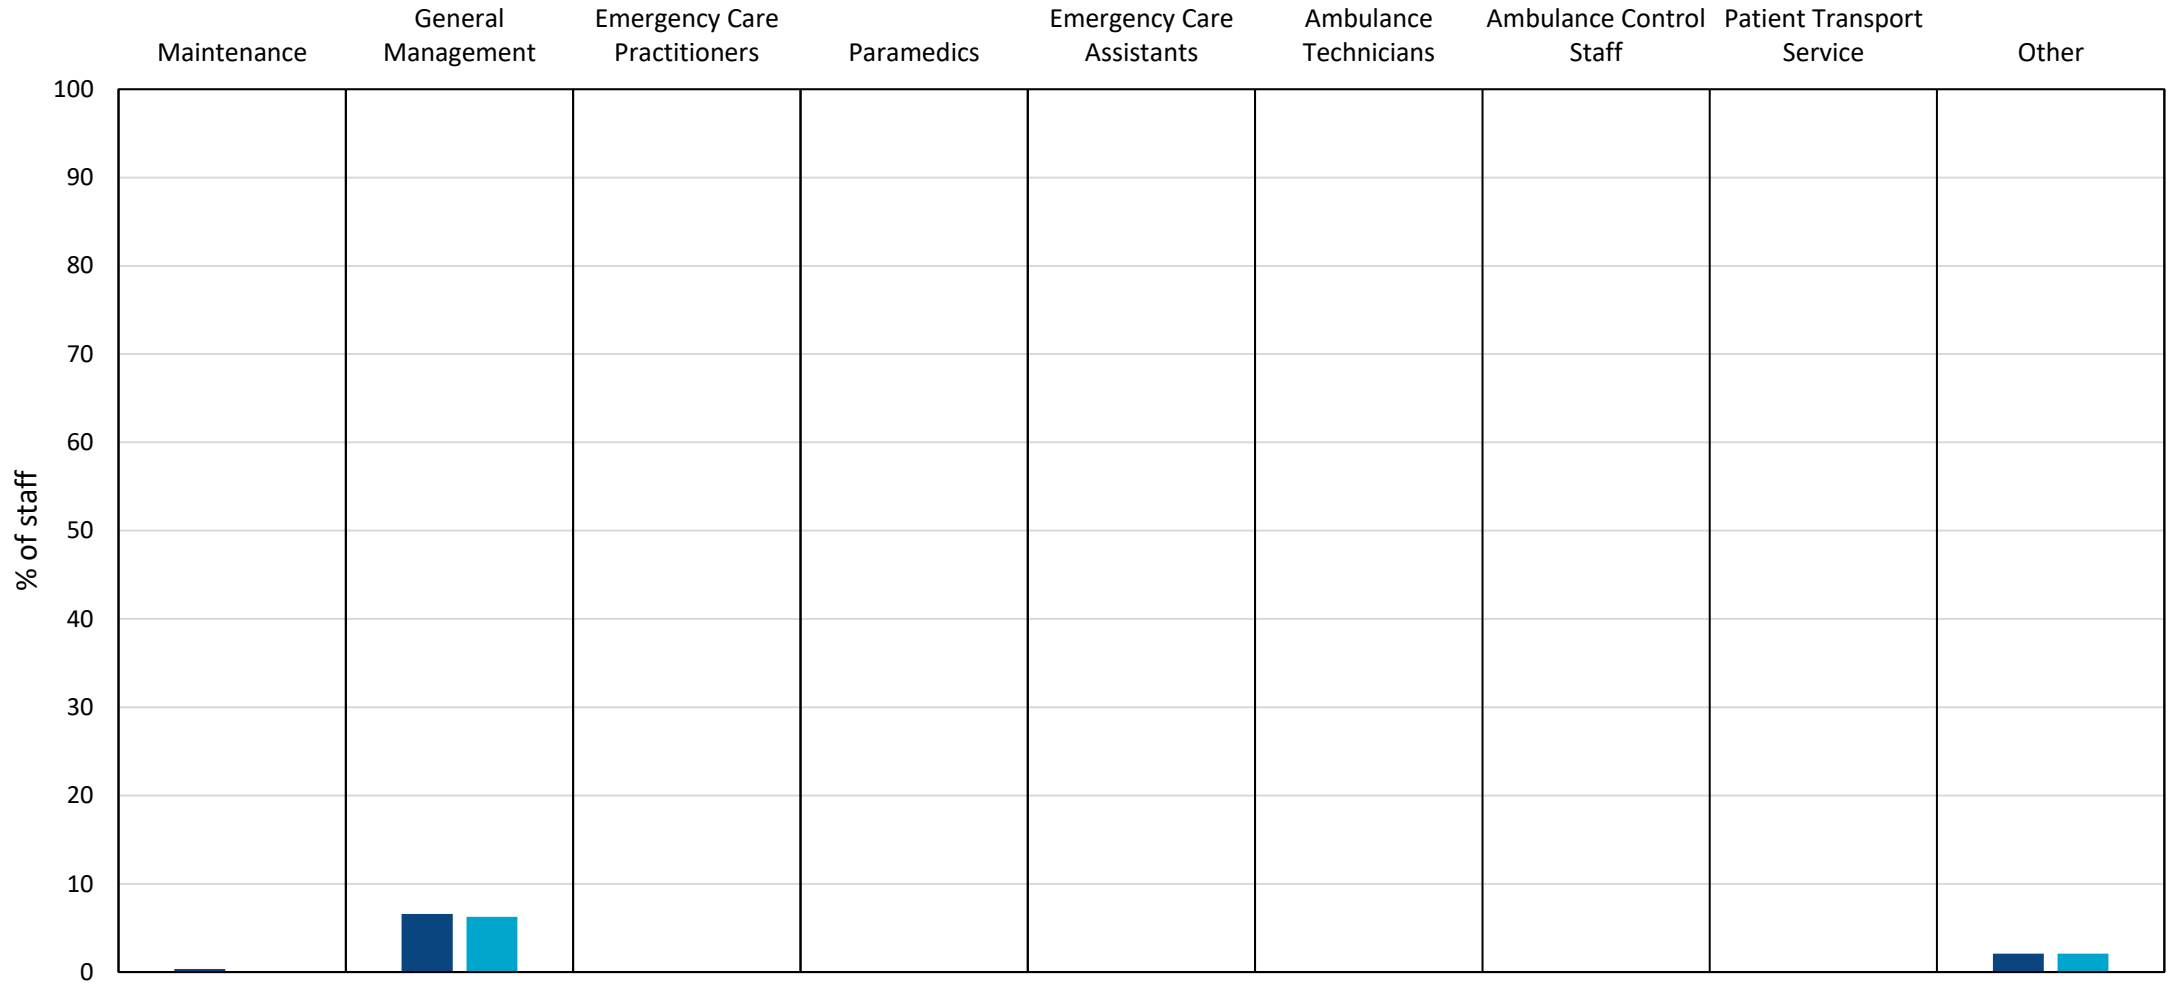 Maintenance
General
Management
Emergency Care
Practitioners
Paramedics
Emergency Care
Assistants
Ambulance
Technicians
Ambulance Control
Staff
Patient Transport
Service
Other
100
90
80
70
60
50
40
30
20
10
0
% of staff